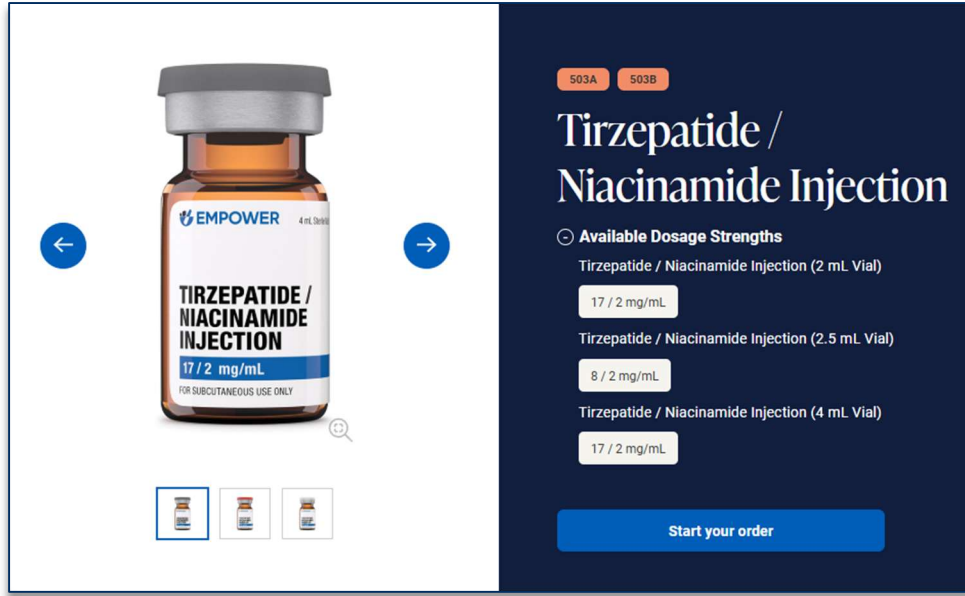 EMPOWER
4 mL
TIRZEPATIDE /
NIACINAMIDE
INJECTION
17 / 2 mg/mL
FOR SUBCUTANEOUS USE ONLY
503A 503B
Tirzepatide /
Niacinamide Injection
Available Dosage Strengths
Tirzepatide / Niacinamide Injection (2 mL Vial)
17 / 2 mg/mL
Tirzepatide / Niacinamide Injection (2.5 mL Vial)
8 / 2 mg/mL
Tirzepatide / Niacinamide Injection (4 mL Vial)
17 / 2 mg/mL
Start your order